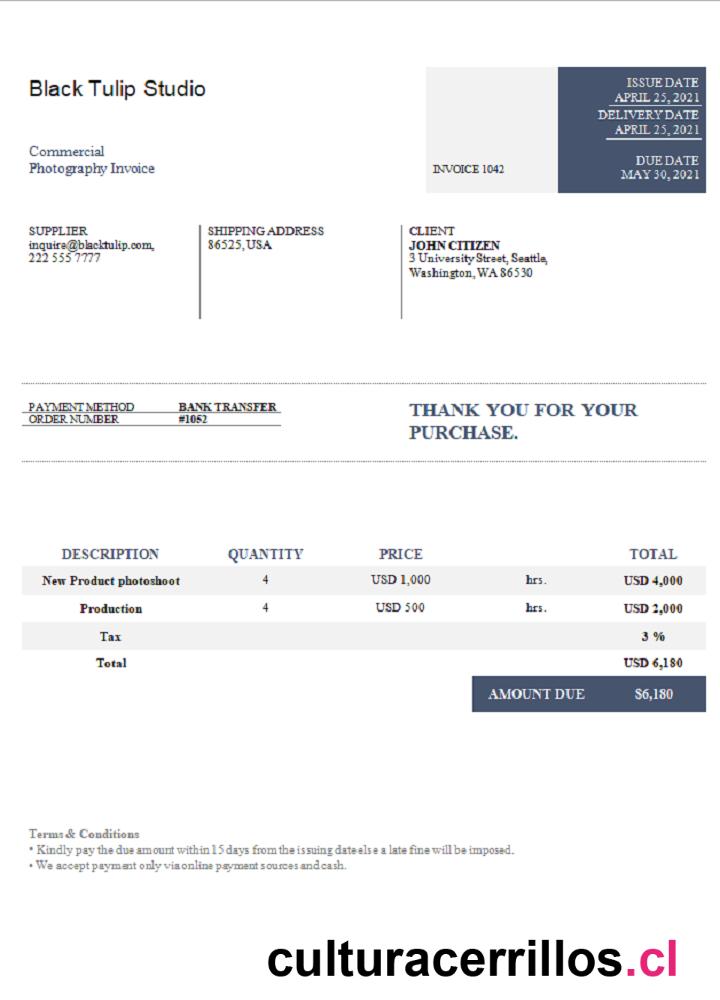 Black Tulip Studio
Commercial
Photography Invoice
INVOICE 1042
ISSUE DATE
APRIL 25, 2021
DELIVERY DATE
APRIL 25, 2021
DUE DATE
MAY 30, 2021
SUPPLIER
inquire@blacktulip.com,
222 555 7777
SHIPPING ADDRESS
86525, USA
CLIENT
JOHN CITIZEN
3 University Street, Seattle,
Washington, WA 86530
PAYMENT METHOD BANK TRANSFER
ORDER NUMBER #1052
THANK YOU FOR YOUR
PURCHASE.
DESCRIPTION QUANTITY PRICE TOTAL
New Product photoshoot 4 USD 1,000 hrs. USD 4,000
Production 4 USD 500 hrs. USD 2,000
Tax 3 %
Total USD 6,180
AMOUNT DUE $6,180
Terms & Conditions
• Kindly pay the due amount within 15 days from the issuing date else a late fine will be imposed.
• We accept payment only via online payment sources and cash.
culturacerrillos.cl